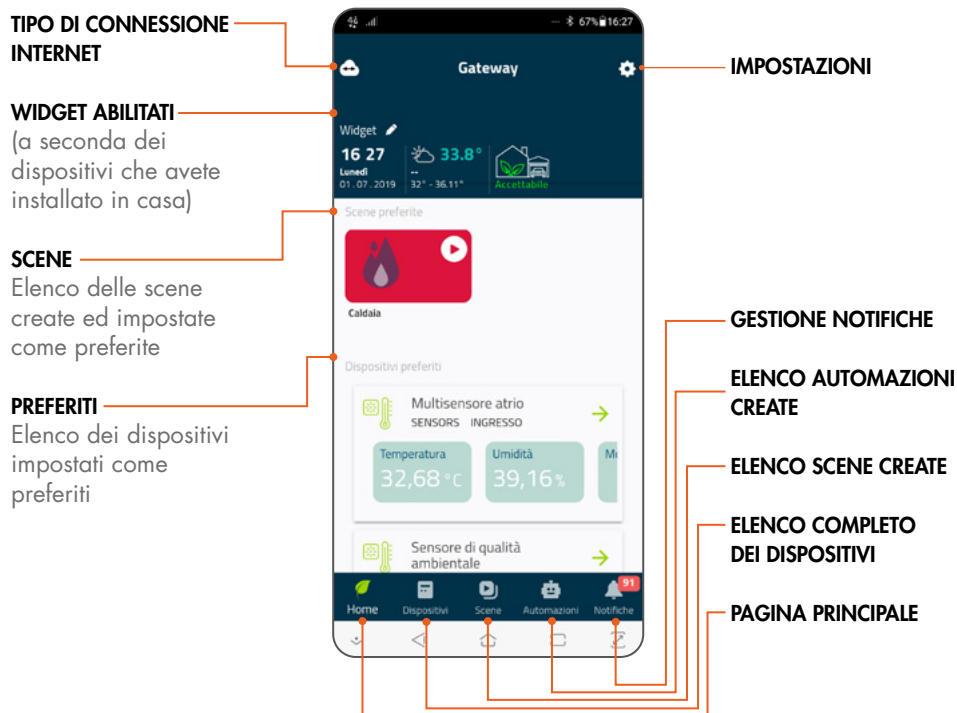 TIPO DI CONNESSIONE
INTERNET
WIDGET ABILITATI
(a seconda dei
dispositivi che avete
installato in casa)
SCENE
Elenco delle scene
create ed impostate
come preferite
PREFERITI
Elenco dei dispositivi
impostati come
preferiti
4G 67% 16:27
Gateway
Widget
16 27
Lunedì
01.07.2019
33.8°
--
32° - 36.11°
Accettabile
Scene preferite
Caldaia
Dispositivi preferiti
Multisensore atrio
SENSORS INGRESSO
Temperatura
32,68 °C
Umidità
39,16 %
Sensore di qualità
ambientale
91
Home Dispositivi Scene Automazioni Notifiche
IMPOSTAZIONI
GESTIONE NOTIFICHE
ELENCO AUTOMAZIONI
CREATE
ELENCO SCENE CREATE
ELENCO COMPLETO
DEI DISPOSITIVI
PAGINA PRINCIPALE